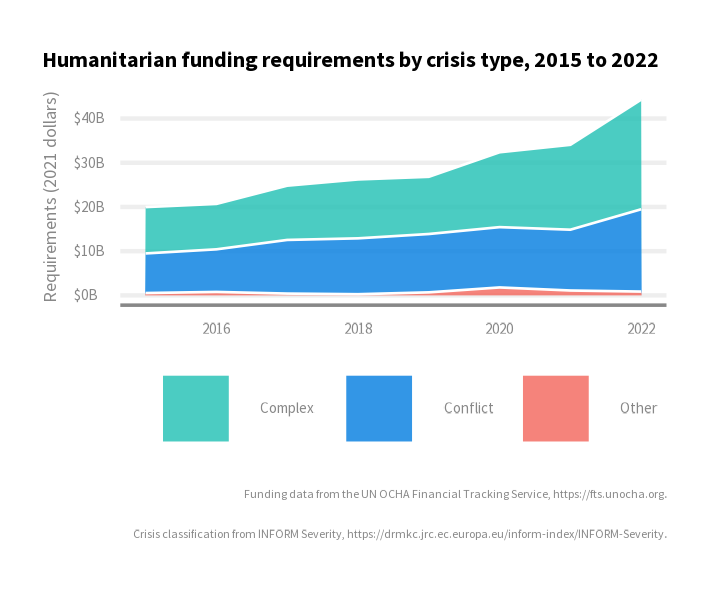 Humanitarian funding requirements by crisis type, 2015 to 2022
Requirements (2021 dollars)
$40B
$30B
$20B
$10B
$0B
2016
2018
2020
2022
Complex
Conflict
Other
Funding data from the UN OCHA Financial Tracking Service, https://fts.unocha.org.
Crisis classification from INFORM Severity, https://drmkc.jrc.ec.europa.eu/inform-index/INFORM-Severity.